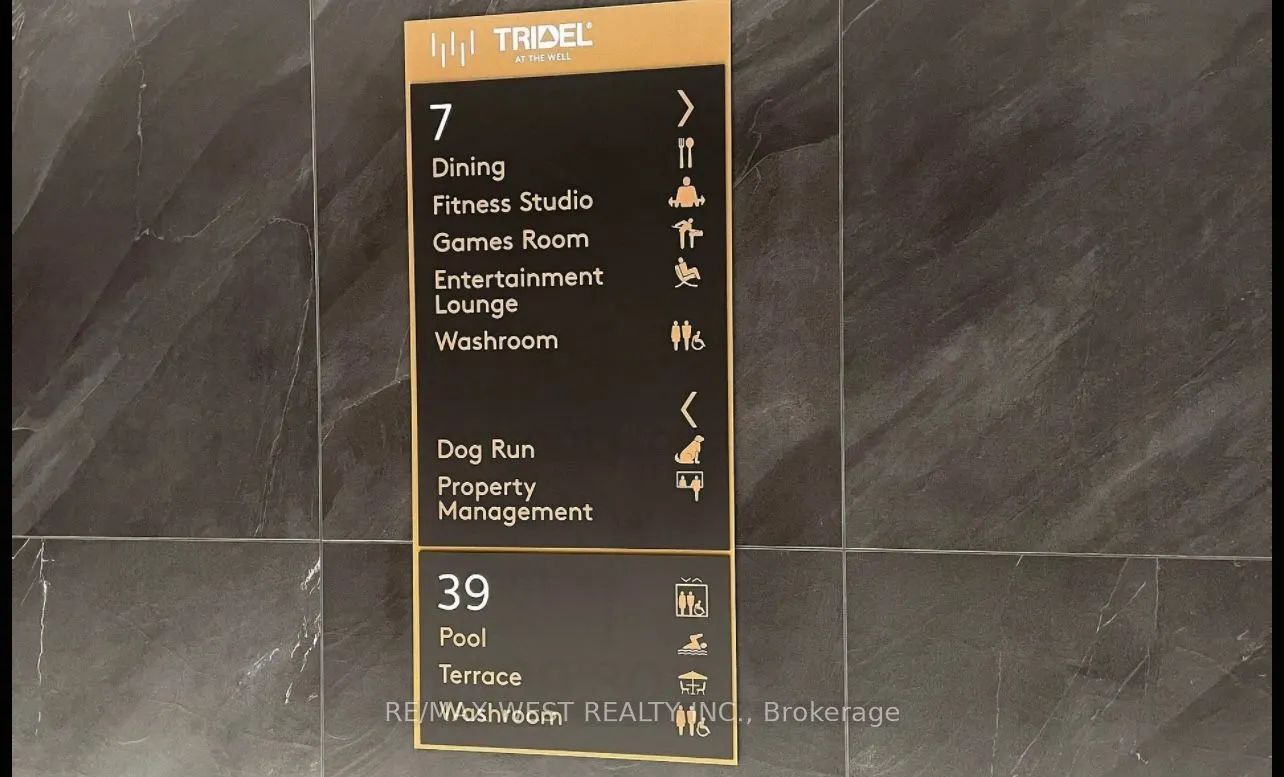 TRIDEL
AT THE WELL
7
Dining
Fitness Studio
Games Room
Entertainment
Lounge
Washroom
Dog Run
Property
Management
39
Pool
Terrace
Washroom
RE/MAX WEST REALTY INC., Brokerage